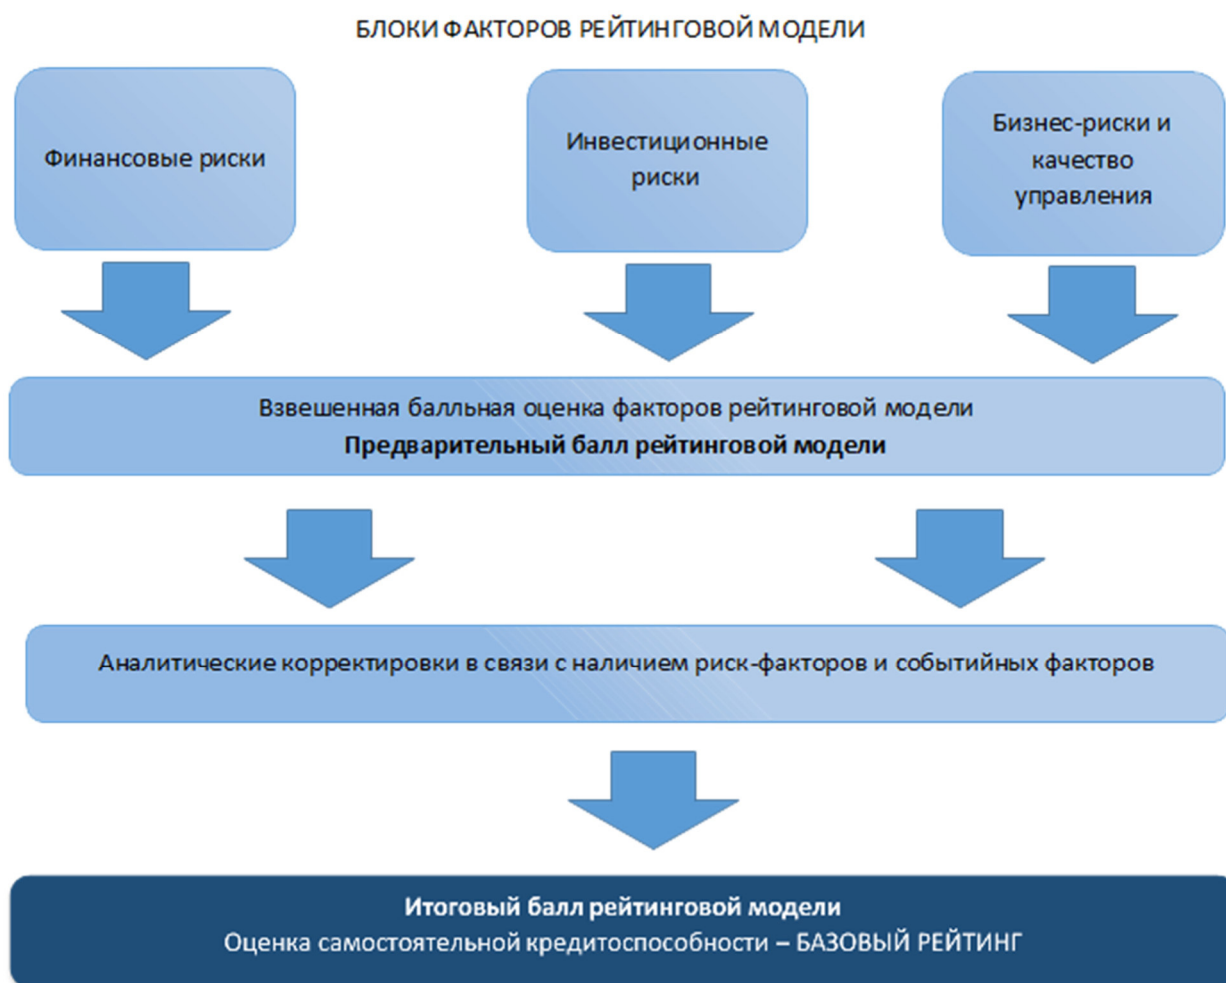 БЛОКИ ФАКТОРОВ РЕЙТИНГОВОЙ МОДЕЛИ
Финансовые риски
Инвестиционные
риски
Бизнес-риски и
качество
управления
Взвешенная балльная оценка факторов рейтинговой модели
Предварительный балл рейтинговой модели
Аналитические корректировки в связи с наличием риск-факторов и событийных факторов
Итоговый балл рейтинговой модели
Оценка самостоятельной кредитоспособности – БАЗОВЫЙ РЕЙТИНГ